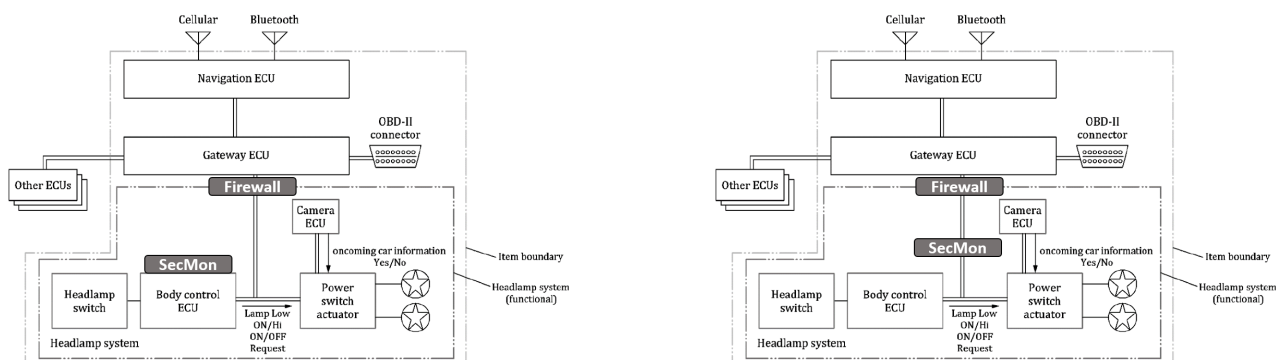 Cellular
Bluetooth
Navigation ECU
OBD-II
connector
Gateway ECU
Other ECUs
Firewall
Camera
ECU
oncoming car information
Yes/No
Item boundary
SecMon
Headlamp system
(functional)
Headlamp
switch
Body control
ECU
Power
switch
actuator
Lamp Low
ON/Hi
ON/OFF
Request
Headlamp system
Cellular
Bluetooth
Navigation ECU
OBD-II
connector
Gateway ECU
Other ECUs
Firewall
Camera
ECU
SecMon
oncoming car information
Yes/No
Item boundary
Headlamp system
(functional)
Headlamp
switch
Body control
ECU
Power
switch
actuator
Lamp Low
ON/Hi
ON/OFF
Request
Headlamp system